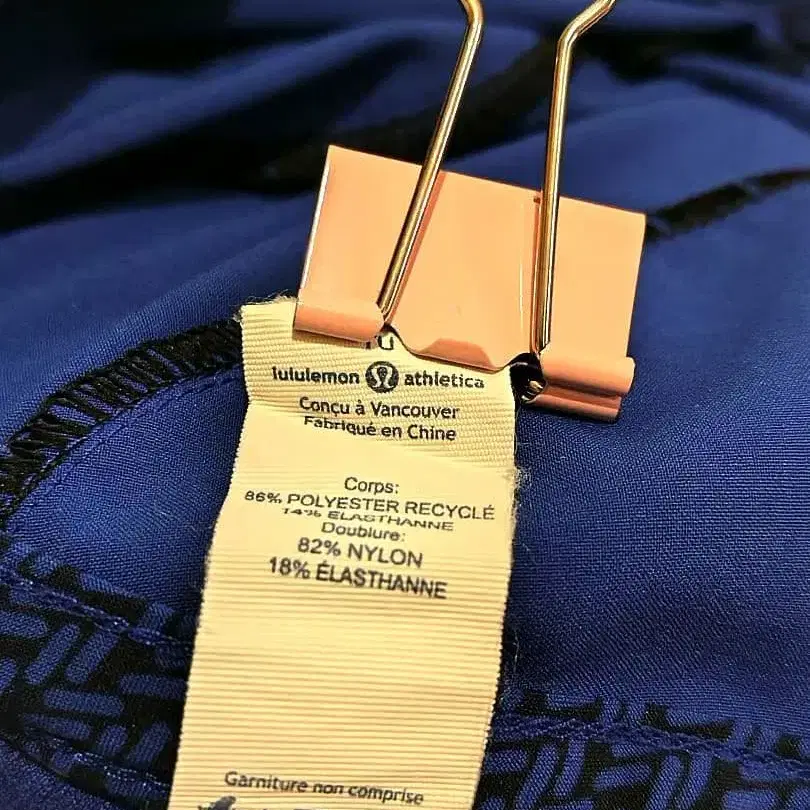 lululemon athletica
Conçu à Vancouver
Fabriqué en Chine
Corps:
86% POLYESTER RECYCLÉ
14% ÉLASTHANNE
Doublure:
82% NYLON
18% ÉLASTHANNE
Garniture non comprise